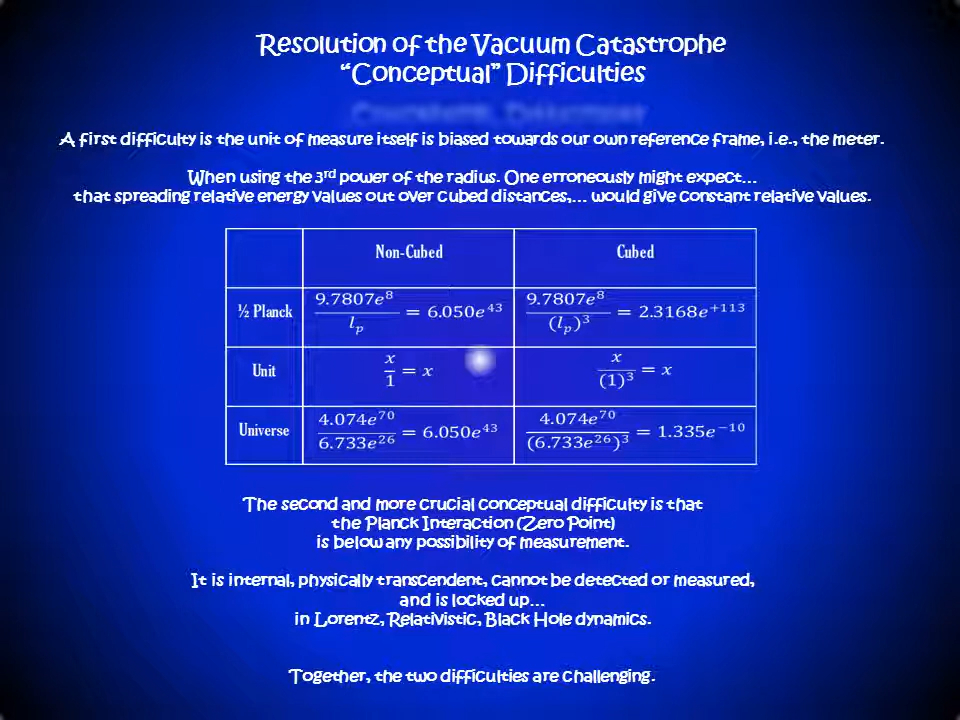 Resolution of the Vacuum Catastrophe
“Conceptual” Difficulties
A first difficulty is the unit of measure itself is biased towards our own reference frame, i.e., the meter.
When using the 3rd power of the radius. One erroneously might expect...
that spreading relative energy values out over cubed distances,... would give constant relative values.
Non-Cubed Cubed
½ Planck 9.7807e^8 / l_p = 6.050e^43 9.7807e^8 / (l_p)^3 = 2.3168e^+113
Unit x / 1 = x x / (1)^3 = x
Universe 4.074e^70 / 6.733e^26 = 6.050e^43 4.074e^70 / (6.733e^26)^3 = 1.335e^−10
The second and more crucial conceptual difficulty is that
the Planck Interaction (Zero Point)
is below any possibility of measurement.
It is internal, physically transcendent, cannot be detected or measured,
and is locked up...
in Lorentz, Relativistic, Black Hole dynamics.
Together, the two difficulties are challenging.